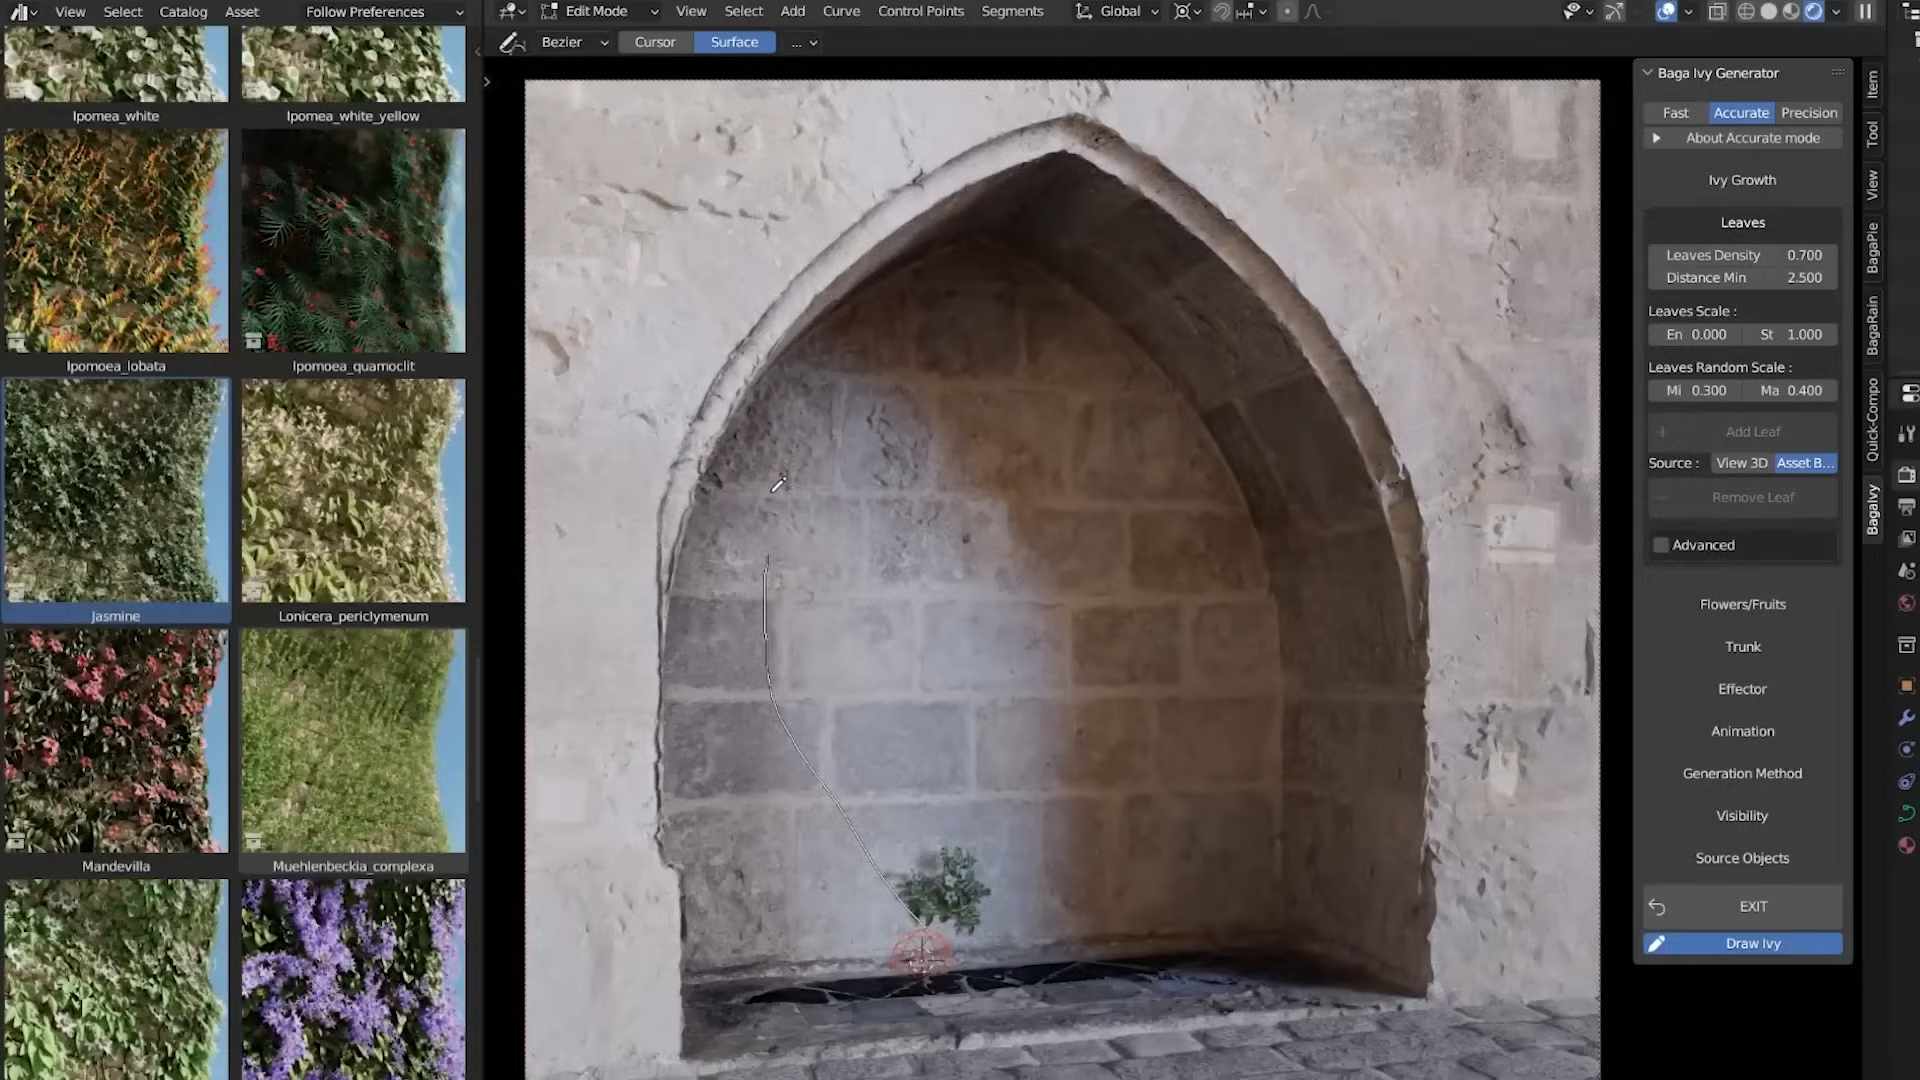 View Select Catalog Asset Follow Preferences
Edit Mode View Select Add Curve Control Points Segments Global
Bezier Cursor Surface ...
Ipomea_white
Ipomea_white_yellow
Ipomoea_lobata
Ipomoea_quamoclit
Jasmine
Lonicera_periclymenum
Mandevilla
Muehlenbeckia_complexa
Baga Ivy Generator
Fast Accurate Precision
About Accurate mode
Ivy Growth
Leaves
Leaves Density 0.700
Distance Min 2.500
Leaves Scale :
En 0.000 St 1.000
Leaves Random Scale :
Mi 0.300 Ma 0.400
Add Leaf
Source : View 3D Asset B...
Remove Leaf
Advanced
Flowers/Fruits
Trunk
Effector
Animation
Generation Method
Visibility
Source Objects
EXIT
Draw Ivy
Item
Tool
View
BagaPie
BagaRain
Quick-Compo
BagaIvy